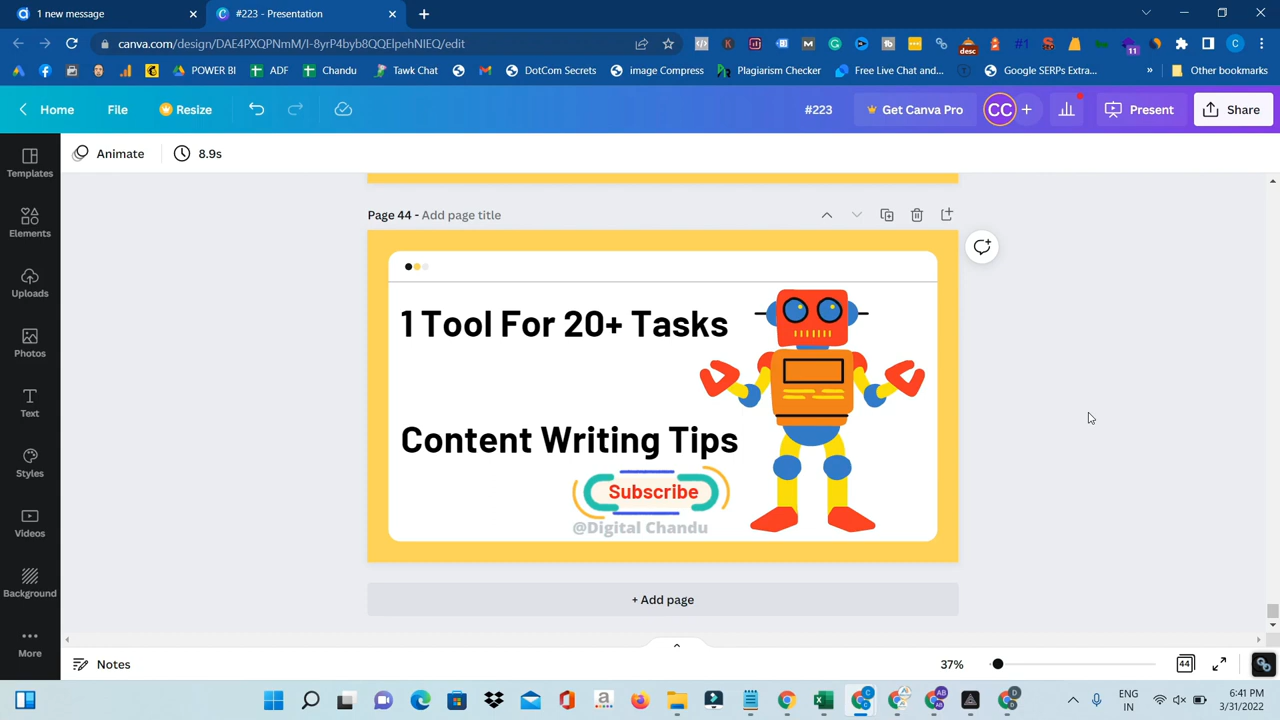 1 new message
#223 - Presentation
canva.com/design/DAE4PXQPNmM/I-8yrP4byb8QQElpehNIEQ/edit
desc
#1
11
POWER BI
ADF
Chandu
Tawk Chat
DotCom Secrets
image Compress
Plagiarism Checker
Free Live Chat and...
Google SERPs Extra...
»
Other bookmarks
Home
File
Resize
#223
Get Canva Pro
CC
Present
Share
Templates
Elements
Uploads
Photos
Text
Styles
Videos
Background
More
Animate
8.9s
Page 44 - Add page title
1 Tool For 20+ Tasks
Content Writing Tips
Subscribe
@Digital Chandu
+ Add page
Notes
37%
44
ENG
IN
6:41 PM
3/31/2022